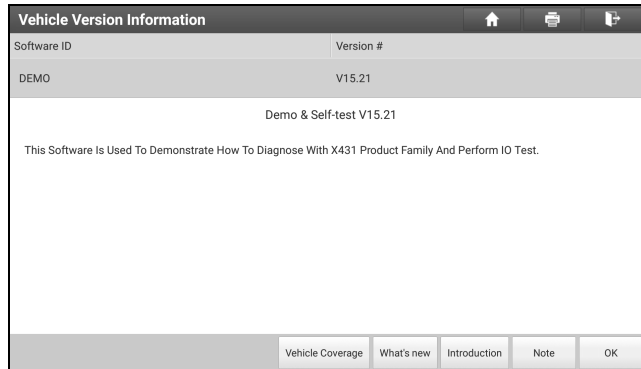 Vehicle Version Information
Software ID Version #
DEMO V15.21
Demo & Self-test V15.21
This Software Is Used To Demonstrate How To Diagnose With X431 Product Family And Perform IO Test.
Vehicle Coverage What's new Introduction Note OK